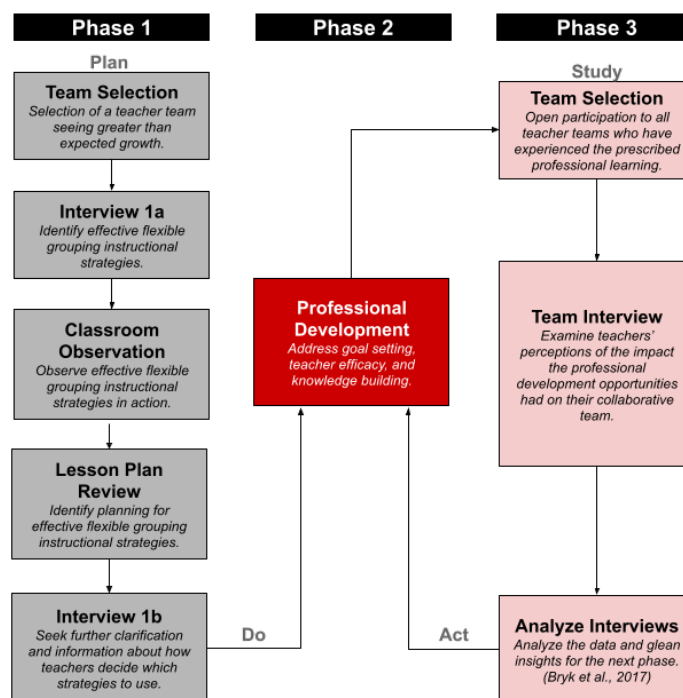 Phase 1
Plan
Team Selection
Selection of a teacher team
seeing greater than
expected growth.
Interview 1a
Identify effective flexible
grouping instructional
strategies.
Classroom
Observation
Observe effective flexible
grouping instructional
strategies in action.
Lesson Plan
Review
Identify planning for
effective flexible grouping
instructional strategies.
Interview 1b
Seek further clarification
and information about how
teachers decide which
strategies to use.
Do
Phase 2
Professional
Development
Address goal setting,
teacher efficacy, and
knowledge building.
Phase 3
Study
Team Selection
Open participation to all
teacher teams who have
experienced the prescribed
professional learning.
Team Interview
Examine teachers’
perceptions of the impact
the professional
development opportunities
had on their collaborative
team.
Analyze Interviews
Analyze the data and glean
insights for the next phase.
(Bryk et al., 2017)
Act